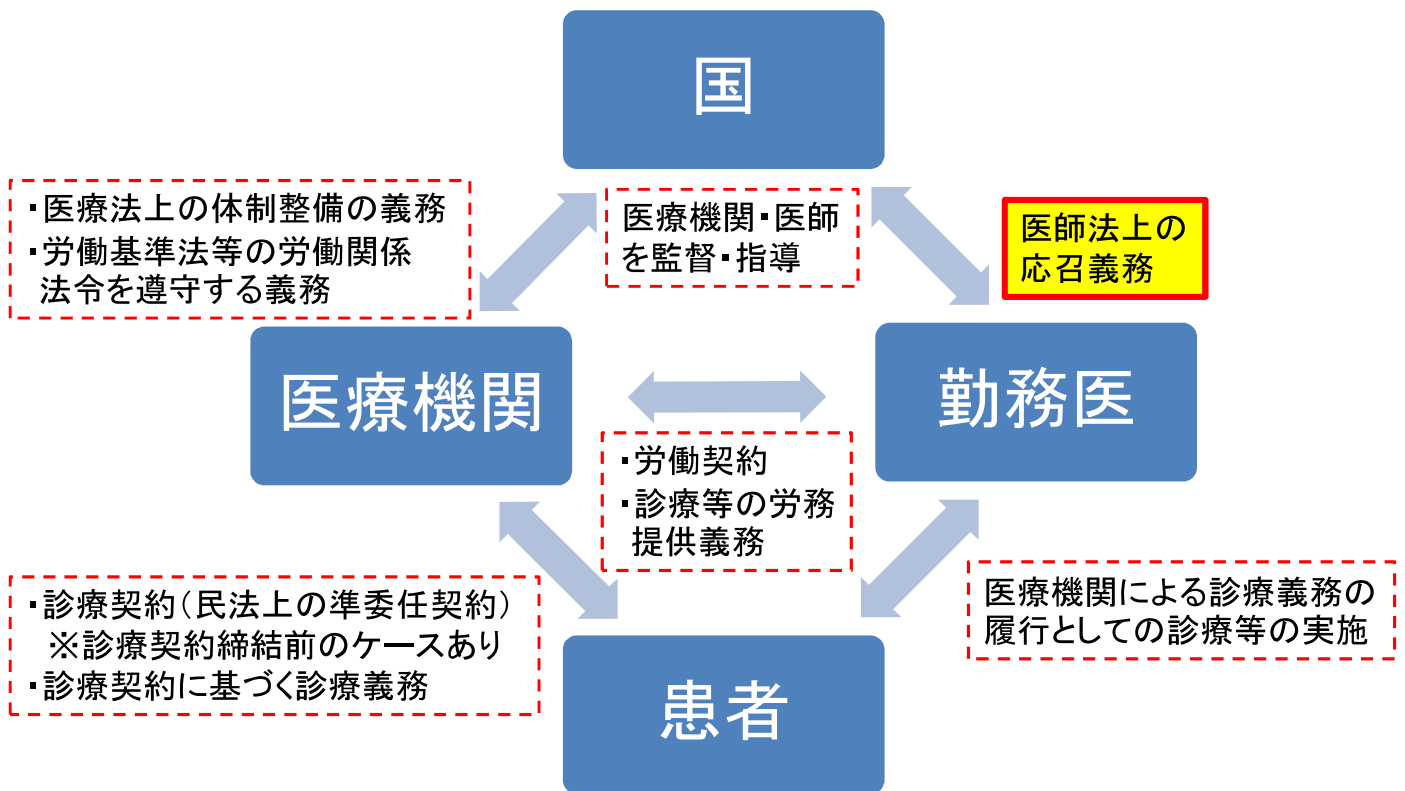 国
・医療法上の体制整備の義務
・労働基準法等の労働関係
法令を遵守する義務
医療機関・医師
を監督・指導
医師法上の
応召義務
医療機関
勤務医
・労働契約
・診療等の労務
提供義務
・診療契約(民法上の準委任契約)
※診療契約締結前のケースあり
・診療契約に基づく診療義務
医療機関による診療義務の
履行としての診療等の実施
患者